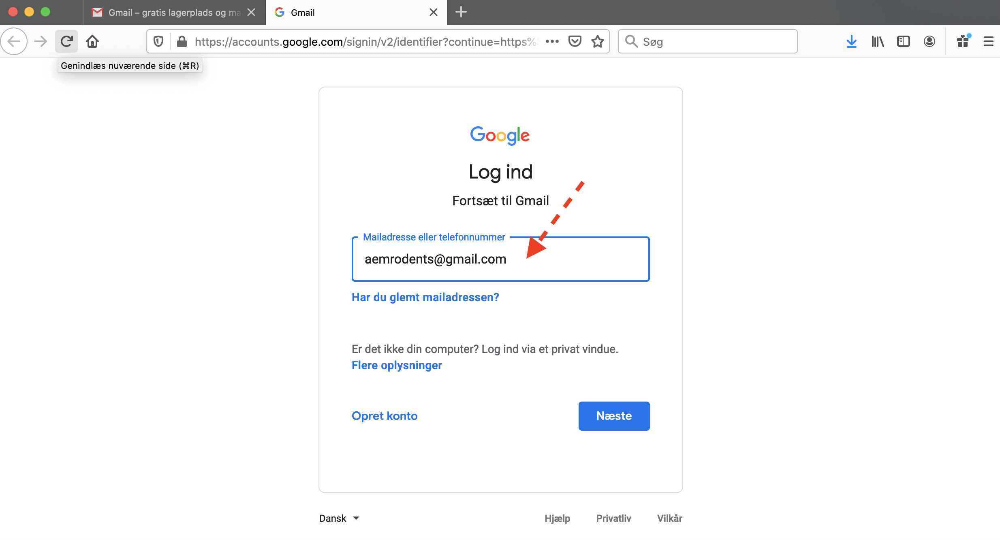 Gmail – gratis lagerplads og ma
Gmail
https://accounts.google.com/signin/v2/identifier?continue=https%
Søg
Genindlæs nuværende side (⌘R)
Google
Log ind
Fortsæt til Gmail
Mailadresse eller telefonnummer
aemrodents@gmail.com
Har du glemt mailadressen?
Er det ikke din computer? Log ind via et privat vindue.
Flere oplysninger
Opret konto
Næste
Dansk
Hjælp
Privatliv
Vilkår